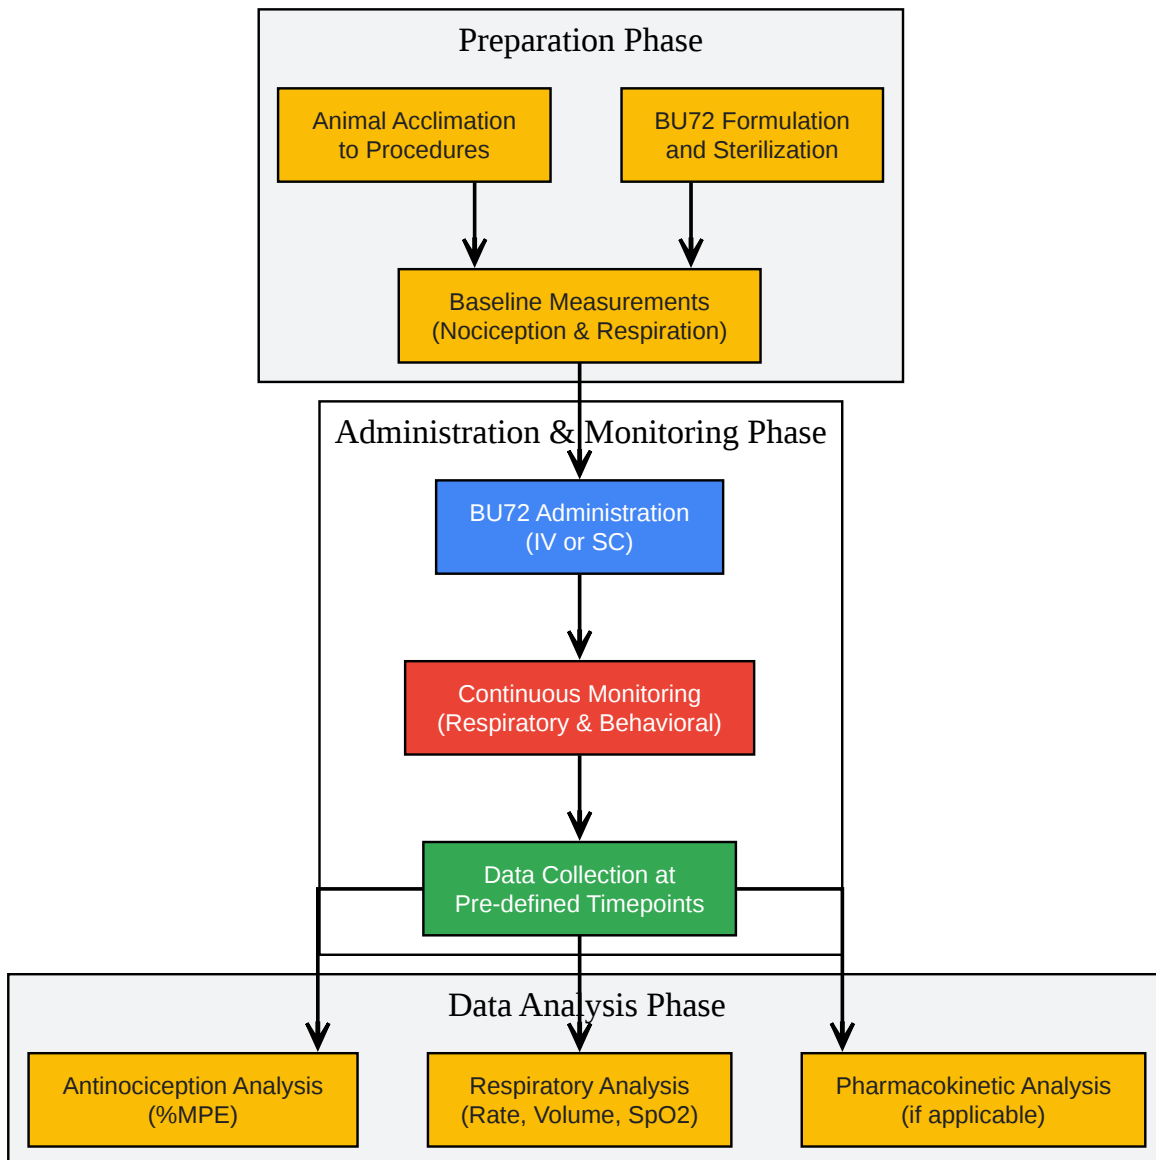 Preparation Phase
Animal Acclimation
to Procedures
BU72 Formulation
and Sterilization
Baseline Measurements
(Nociception & Respiration)
Administration & Monitoring Phase
BU72 Administration
(IV or SC)
Continuous Monitoring
(Respiratory & Behavioral)
Data Collection at
Pre-defined Timepoints
Data Analysis Phase
Antinociception Analysis
(%MPE)
Respiratory Analysis
(Rate, Volume, SpO2)
Pharmacokinetic Analysis
(if applicable)